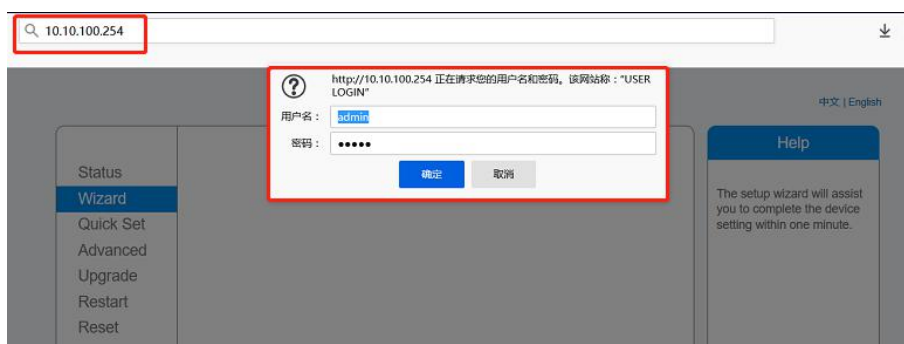 10.10.100.254
http://10.10.100.254 正在请求您的用户名和密码。该网站称："USER
LOGIN"
用户名： admin
密码： •••••
确定 取消
中文 | English
Status
Wizard
Quick Set
Advanced
Upgrade
Restart
Reset
Help
The setup wizard will assist
you to complete the device
setting within one minute.